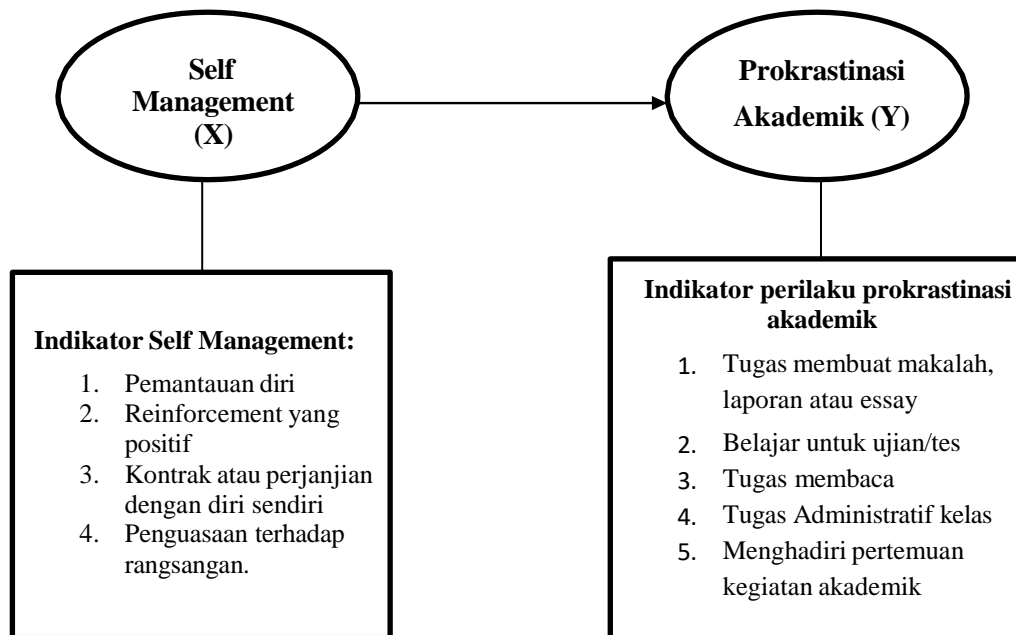 Self
Management
(X)
Prokrastinasi
Akademik (Y)
Indikator Self Management:
1. Pemantauan diri
2. Reinforcement yang
positif
3. Kontrak atau perjanjian
dengan diri sendiri
4. Penguasaan terhadap
rangsangan.
Indikator perilaku prokrastinasi
akademik
1. Tugas membuat makalah,
laporan atau essay
2. Belajar untuk ujian/tes
3. Tugas membaca
4. Tugas Administratif kelas
5. Menghadiri pertemuan
kegiatan akademik